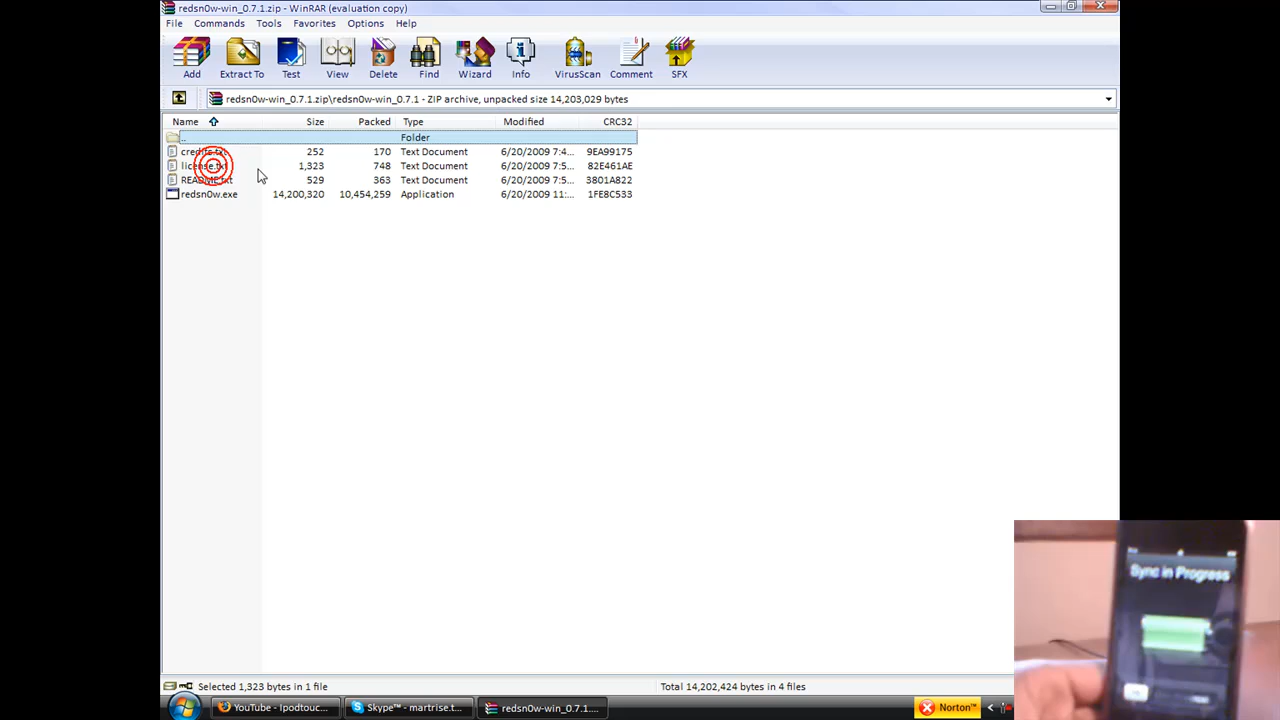 redsn0w-win_0.7.1.zip - WinRAR (evaluation copy)
File Commands Tools Favorites Options Help
Add Extract To Test View Delete Find Wizard Info VirusScan Comment SFX
redsn0w-win_0.7.1.zip\redsn0w-win_0.7.1 - ZIP archive, unpacked size 14,203,029 bytes
Name Size Packed Type Modified CRC32
.. Folder
credits.txt 252 170 Text Document 6/20/2009 7:4... 9EA99175
license.txt 1,323 748 Text Document 6/20/2009 7:5... 82E461AE
README.txt 529 363 Text Document 6/20/2009 7:5... 3801A822
redsn0w.exe 14,200,320 10,454,259 Application 6/20/2009 11:... 1FE8C533
Sync in Progress
Selected 1,323 bytes in 1 file Total 14,202,424 bytes in 4 files
YouTube - Ipodtouc... Skype™ - martrise.t... redsn0w-win_0.7.1.... Norton™